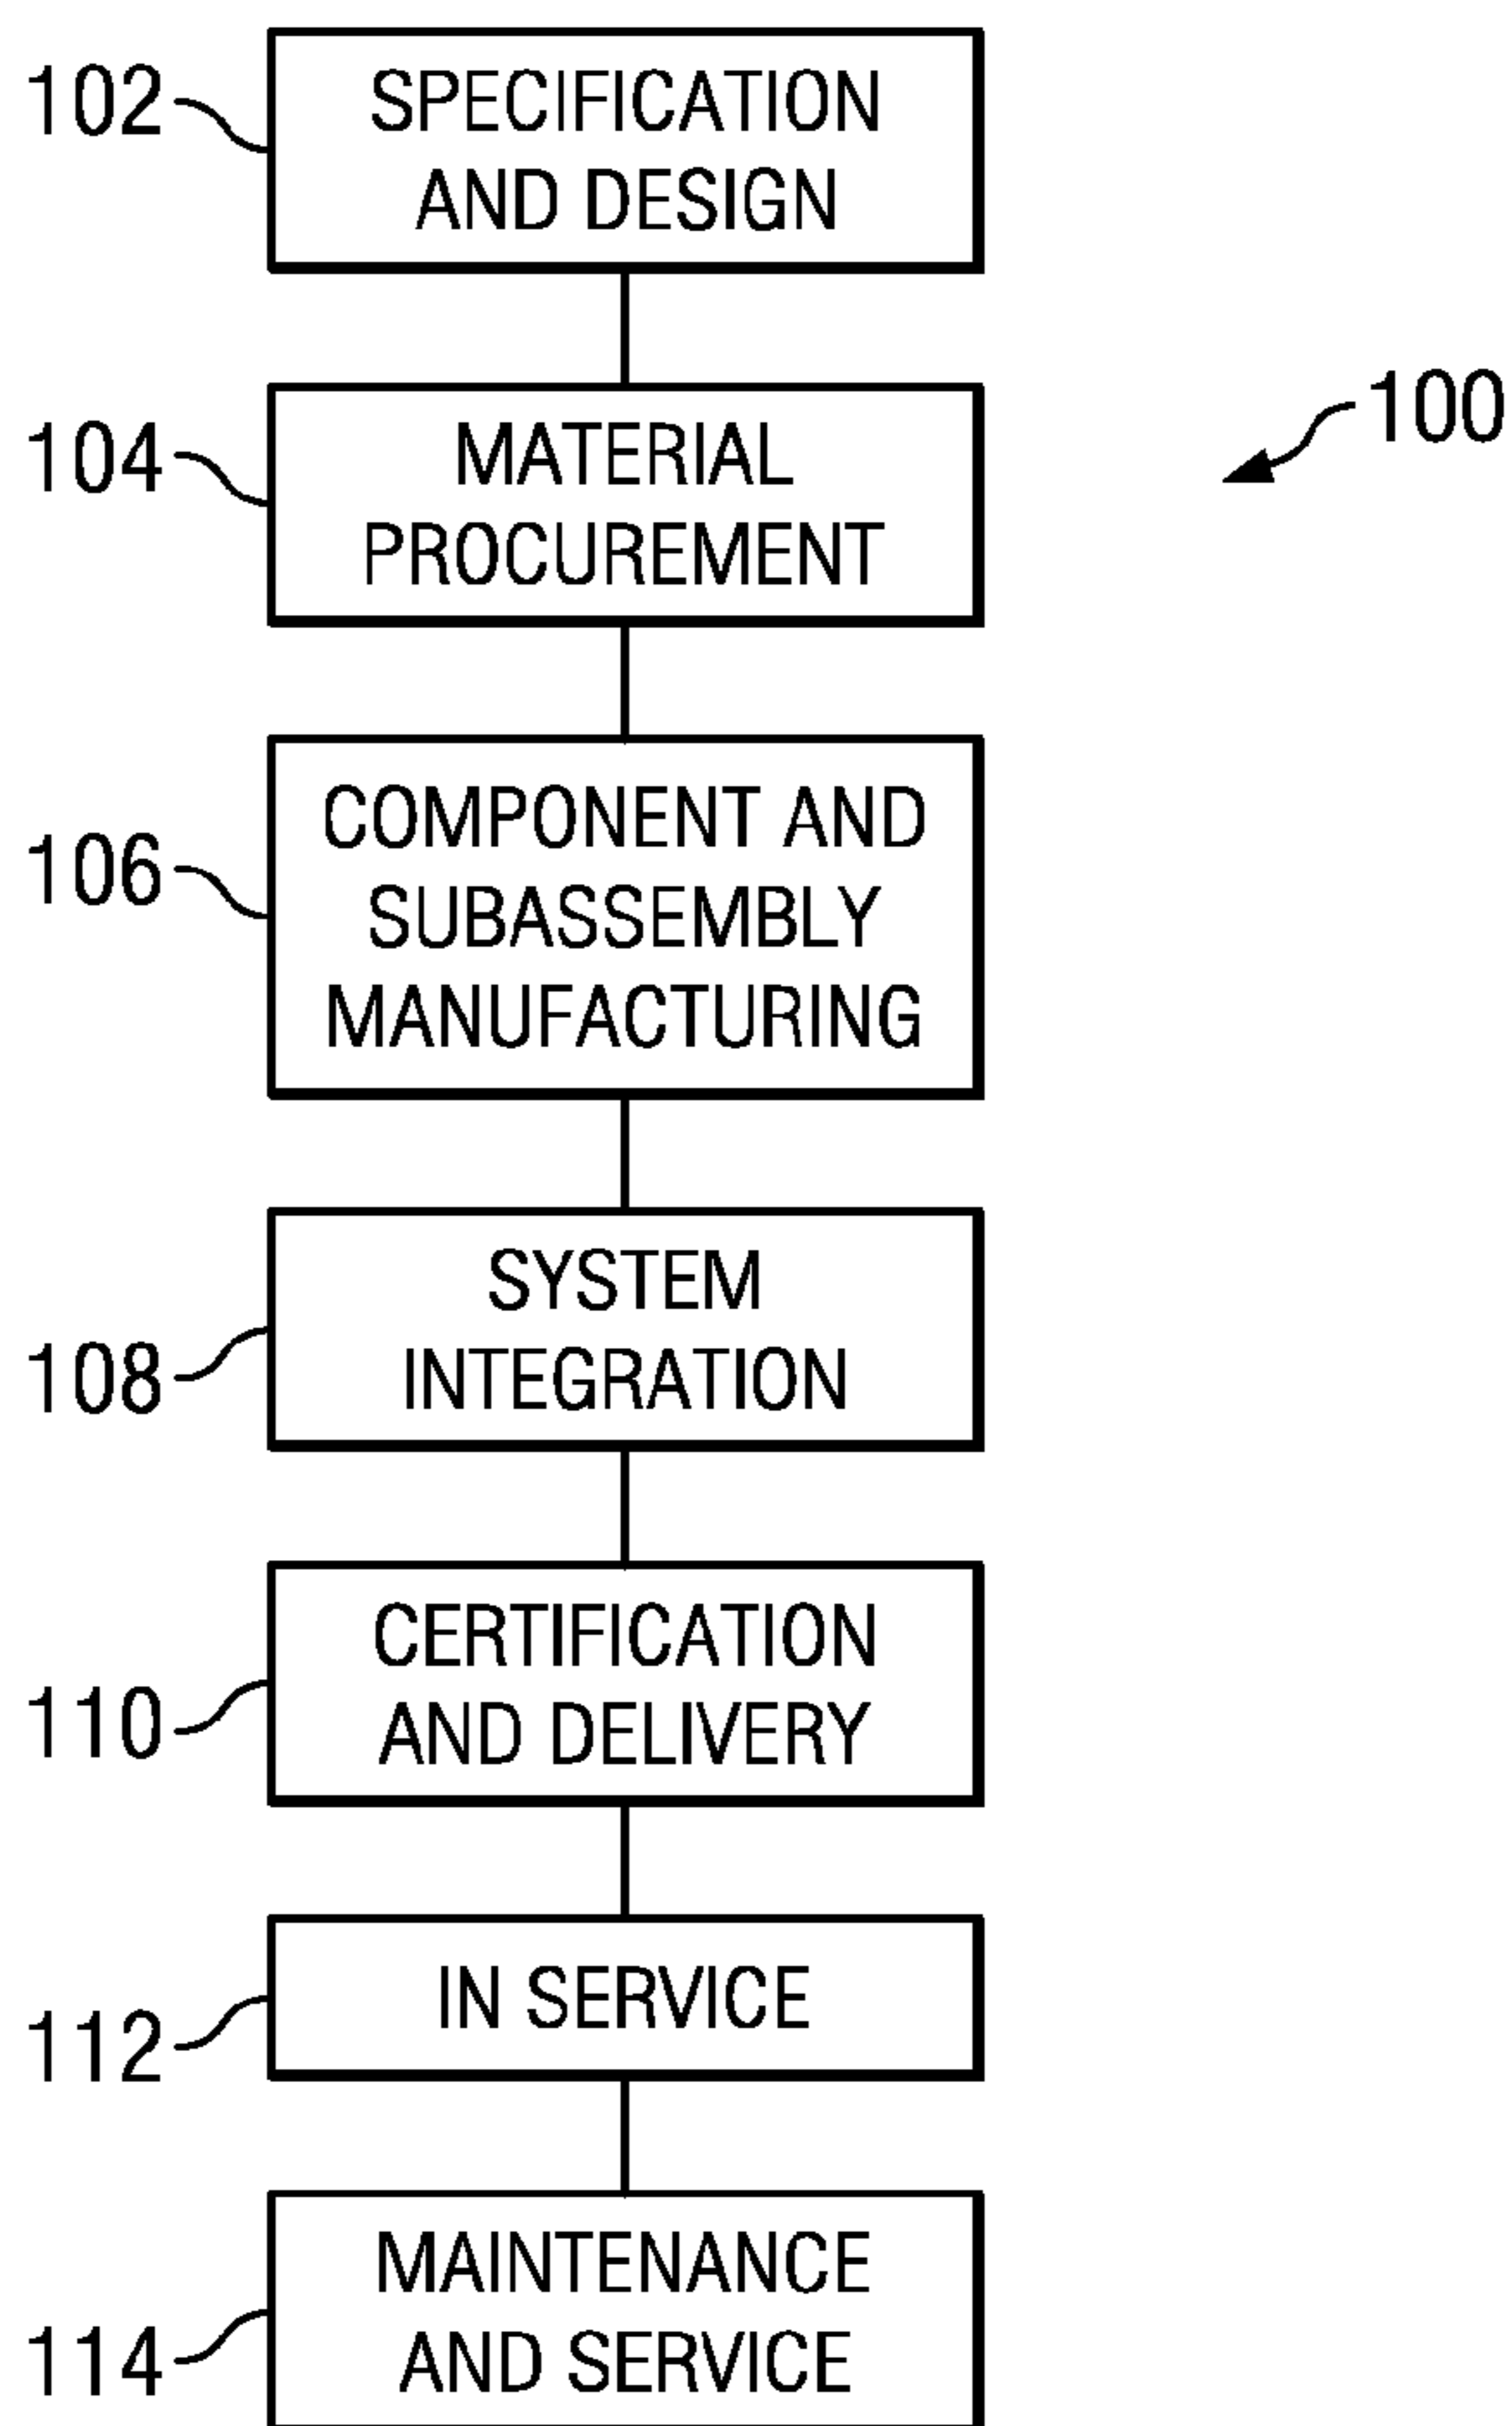 102
SPECIFICATION
AND DESIGN
100
104
MATERIAL
PROCUREMENT
106
COMPONENT AND
SUBASSEMBLY
MANUFACTURING
108
SYSTEM
INTEGRATION
110
CERTIFICATION
AND DELIVERY
112
IN SERVICE
114
MAINTENANCE
AND SERVICE